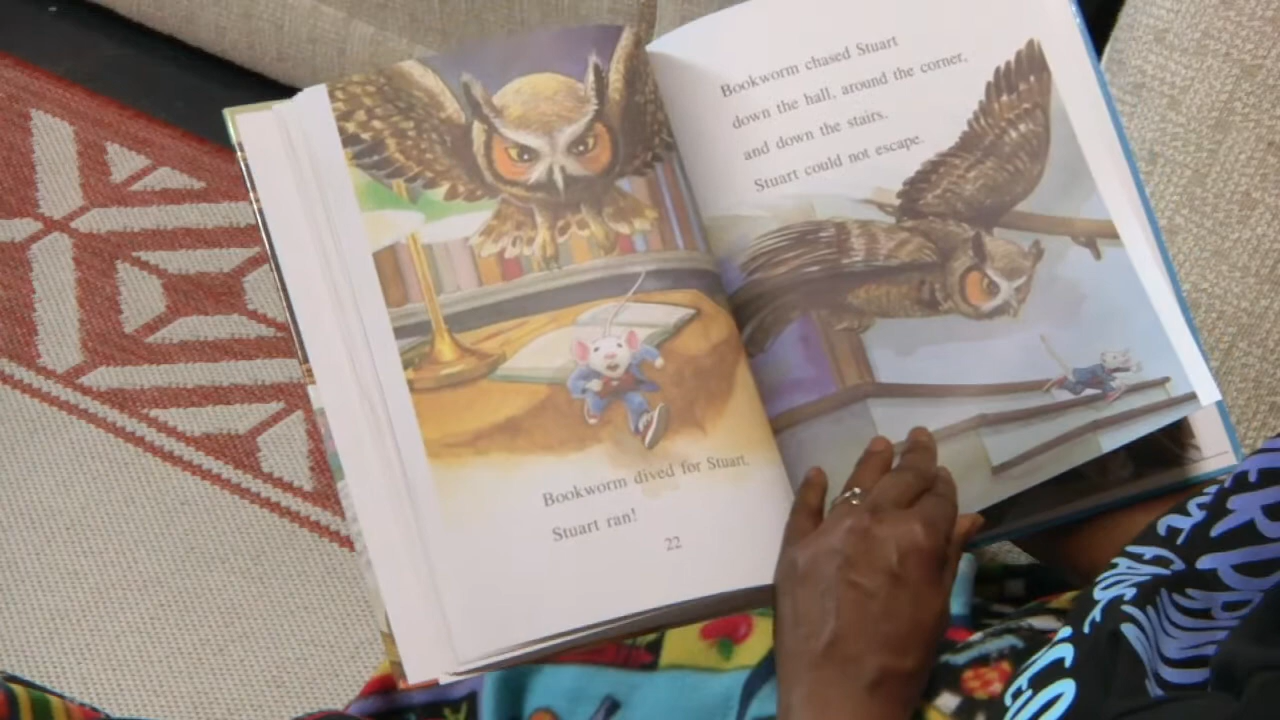 Bookworm dived for Stuart.
Stuart ran!
22
Bookworm chased Stuart
down the hall, around the corner,
and down the stairs.
Stuart could not escape.